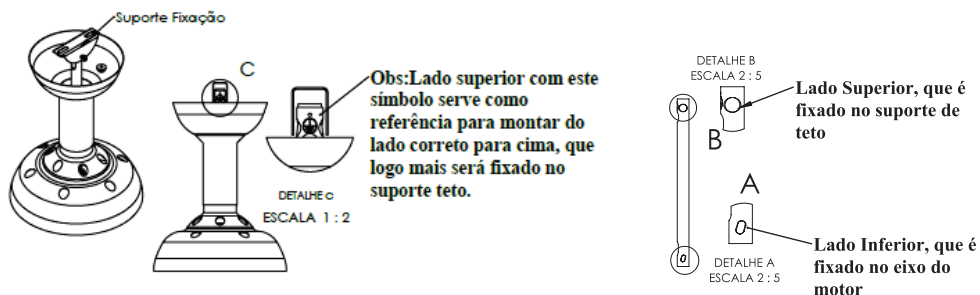 Suporte Fixação
C
Obs:Lado superior com este
símbolo serve como
referência para montar do
lado correto para cima, que
logo mais será fixado no
suporte teto.
DETALHE C
ESCALA 1 : 2
DETALHE B
ESCALA 2 : 5
Lado Superior, que é
fixado no suporte de
teto
B
A
DETALHE A
ESCALA 2 : 5
Lado Inferior, que é
fixado no eixo do
motor